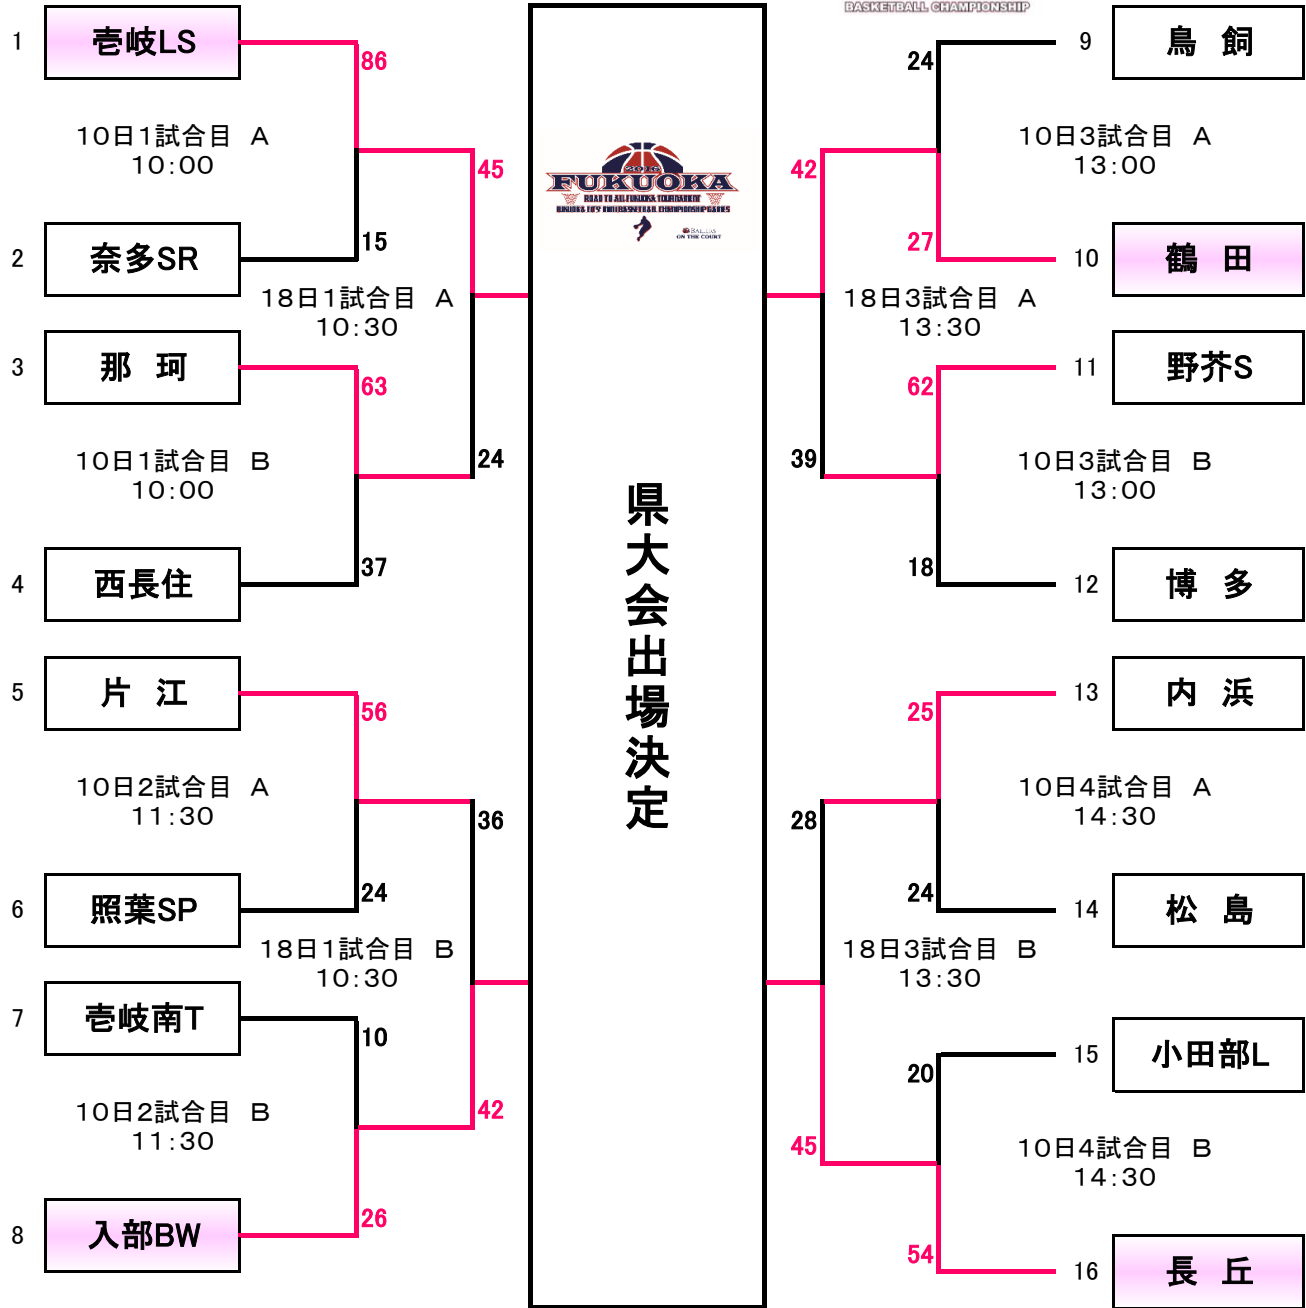 BASKETBALL CHAMPIONSHIP
1
壱岐LS
86
10日1試合目 A
10:00
45
15
2
奈多SR
18日1試合目 A
10:30
3
那 珂
63
10日1試合目 B
10:00
24
37
4
西長住
5
片 江
56
10日2試合目 A
11:30
36
24
6
照葉SP
18日1試合目 B
10:30
7
壱岐南T
10
10日2試合目 B
11:30
42
26
8
入部BW
2016
FUKUOKA
ROAD TO ALL FUKUOKA TOURNAMENT
ON THE COURT
県大会出場決定
24
9
鳥 飼
10日3試合目 A
13:00
42
27
10
鶴 田
18日3試合目 A
13:30
11
野芥S
62
10日3試合目 B
13:00
39
18
12
博 多
25
13
内 浜
10日4試合目 A
14:30
28
24
14
松 島
18日3試合目 B
13:30
15
小田部L
20
10日4試合目 B
14:30
45
54
16
長 丘